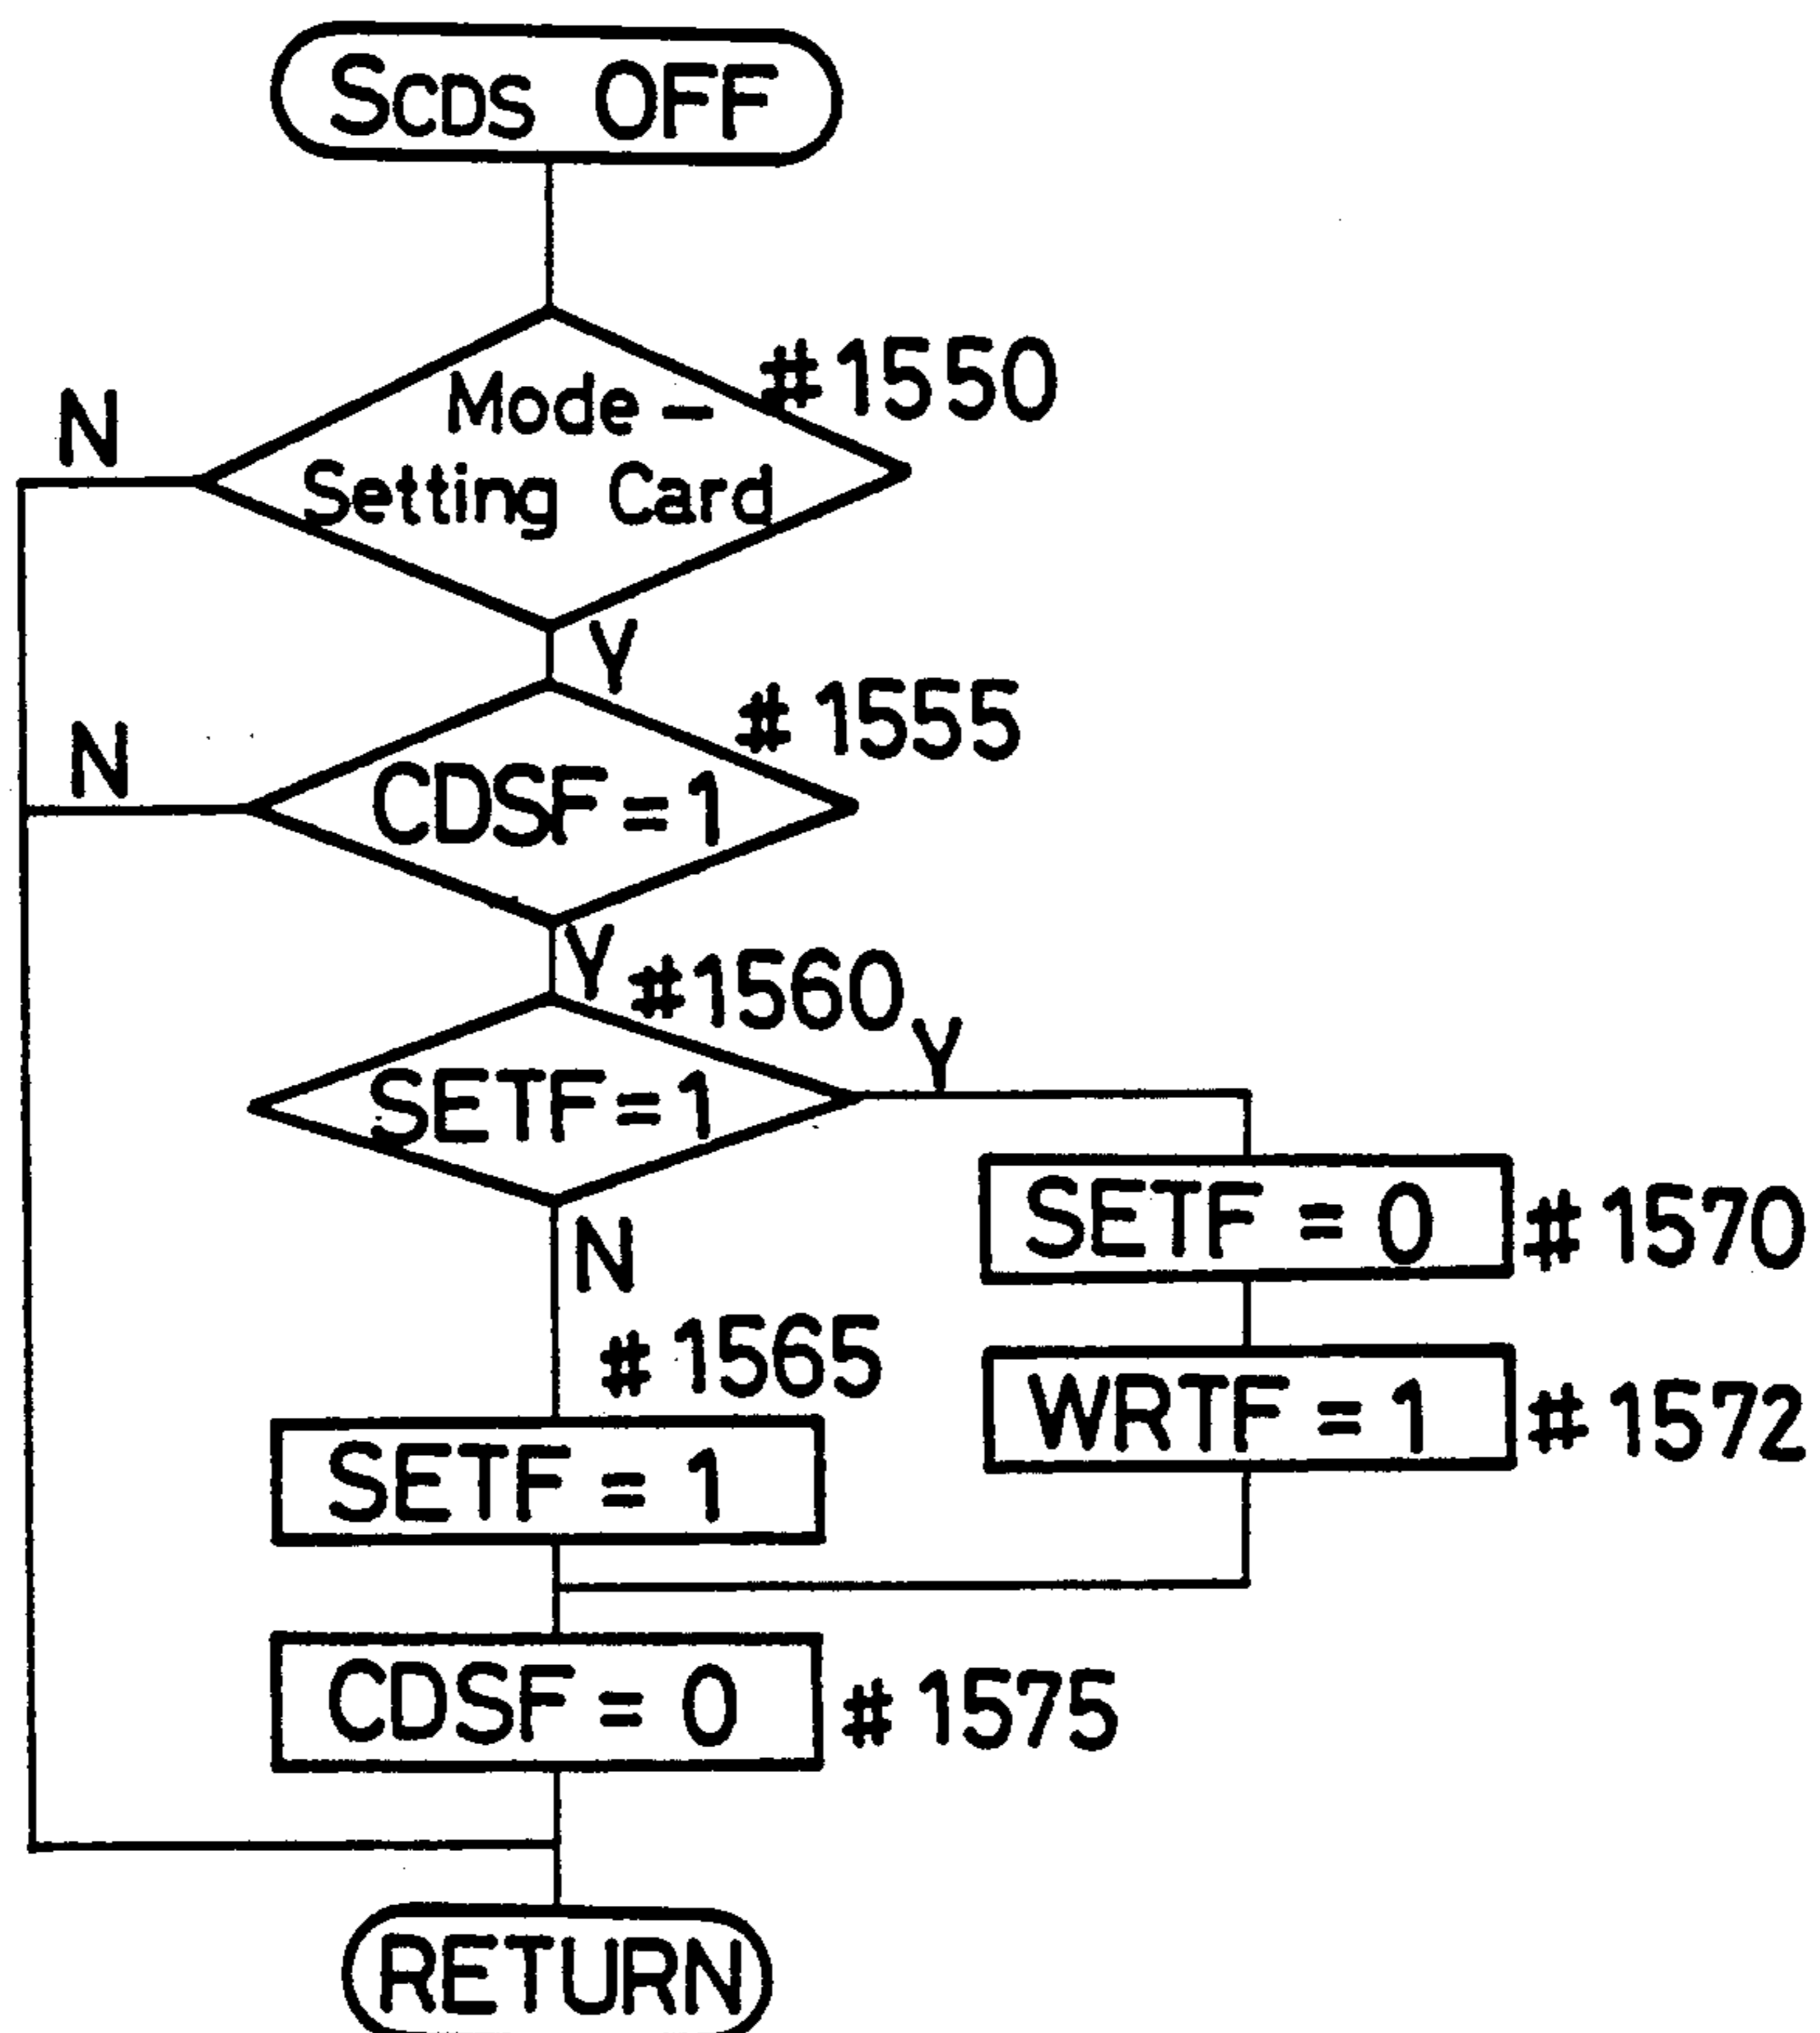 SCDS OFF
#1550
N
Mode-
Setting Card
Y
#1555
N
CDSF=1
Y
#1560
Y
SETF=1
SETF = 0
#1570
N
#1565
WRTF = 1
#1572
SETF = 1
CDSF = 0
#1575
RETURN